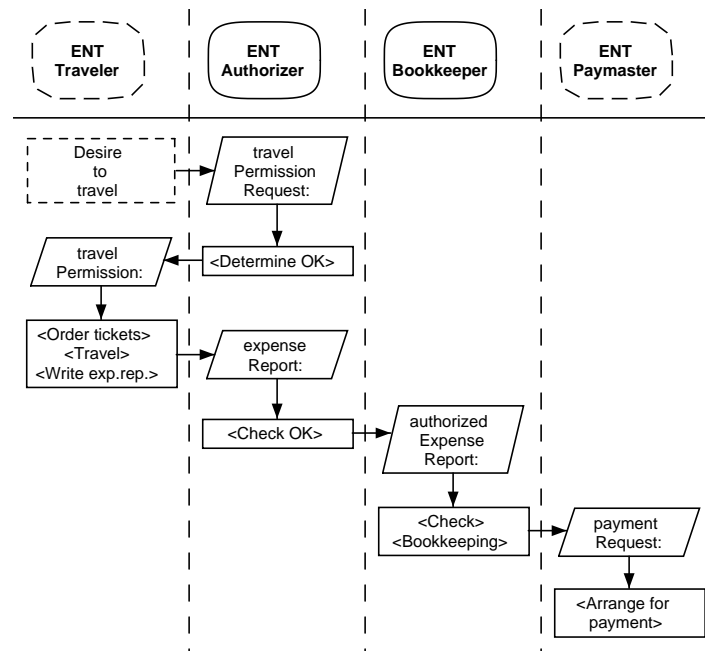 ENT
Traveler
ENT
Authorizer
ENT
Bookkeeper
ENT
Paymaster
Desire
to
travel
travel
Permission
Request:
travel
Permission:
<Determine OK>
<Order tickets>
<Travel>
<Write exp.rep.>
expense
Report:
<Check OK>
authorized
Expense
Report:
<Check>
<Bookkeeping>
payment
Request:
<Arrange for
payment>